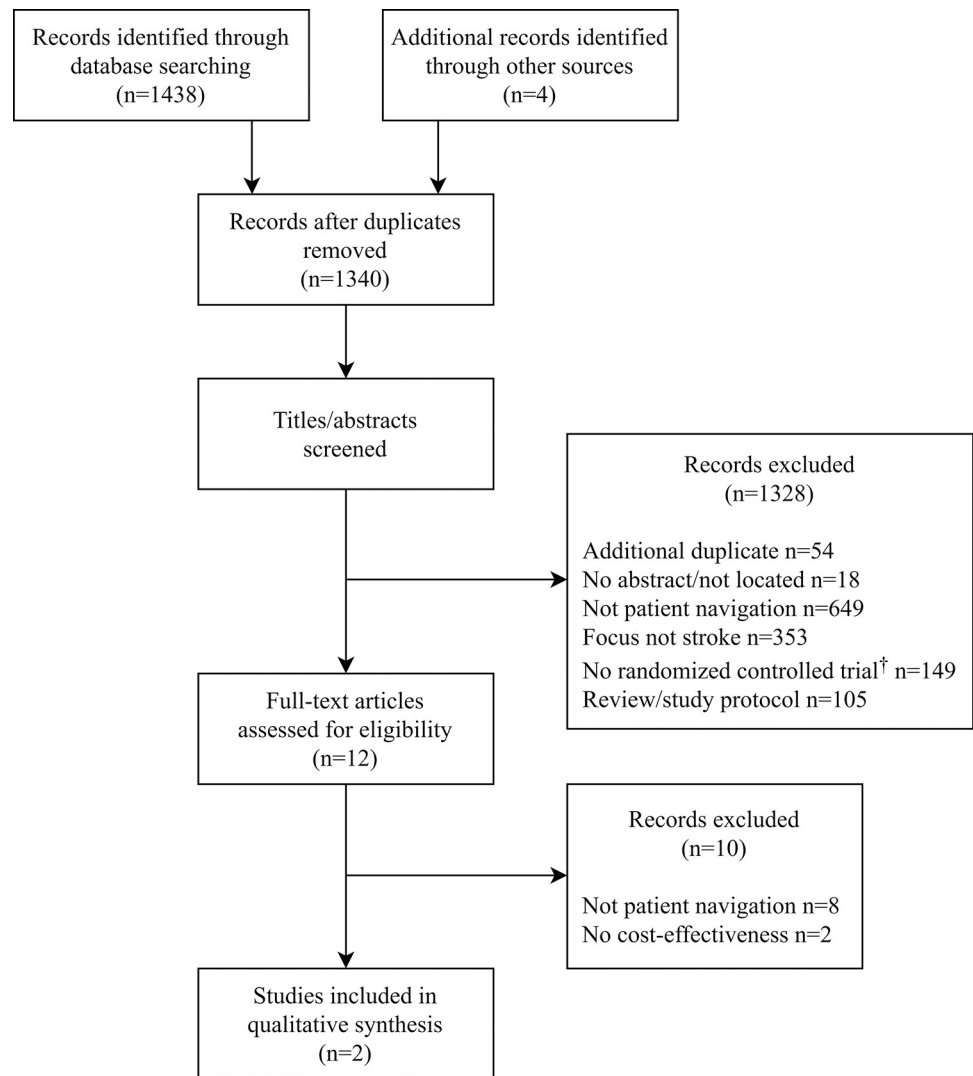 Records identified through
database searching
(n=1438)
Additional records identified
through other sources
(n=4)
Records after duplicates
removed
(n=1340)
Titles/abstracts
screened
Records excluded
(n=1328)
Additional duplicate n=54
No abstract/not located n=18
Not patient navigation n=649
Focus not stroke n=353
No randomized controlled trial† n=149
Review/study protocol n=105
Full-text articles
assessed for eligibility
(n=12)
Records excluded
(n=10)
Not patient navigation n=8
No cost-effectiveness n=2
Studies included in
qualitative synthesis
(n=2)